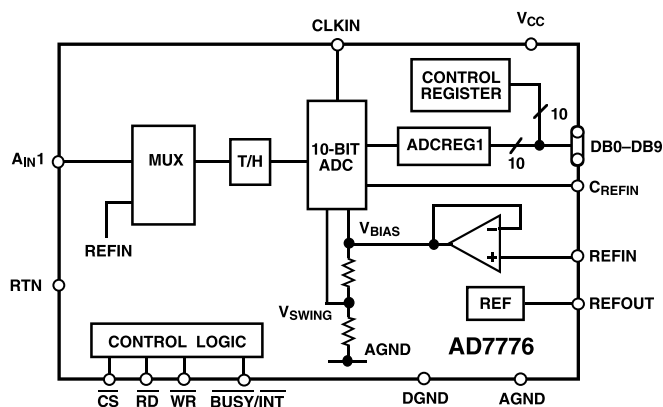 CLKIN
VCC
CONTROL
REGISTER
10
AIN1
MUX
T/H
10-BIT
ADC
ADCREG1
10
DB0–DB9
CREFIN
REFIN
VBIAS
REFIN
RTN
VSWING
REF
REFOUT
CONTROL LOGIC
AGND
AD7776
CS
RD
WR
BUSY/INT
DGND
AGND